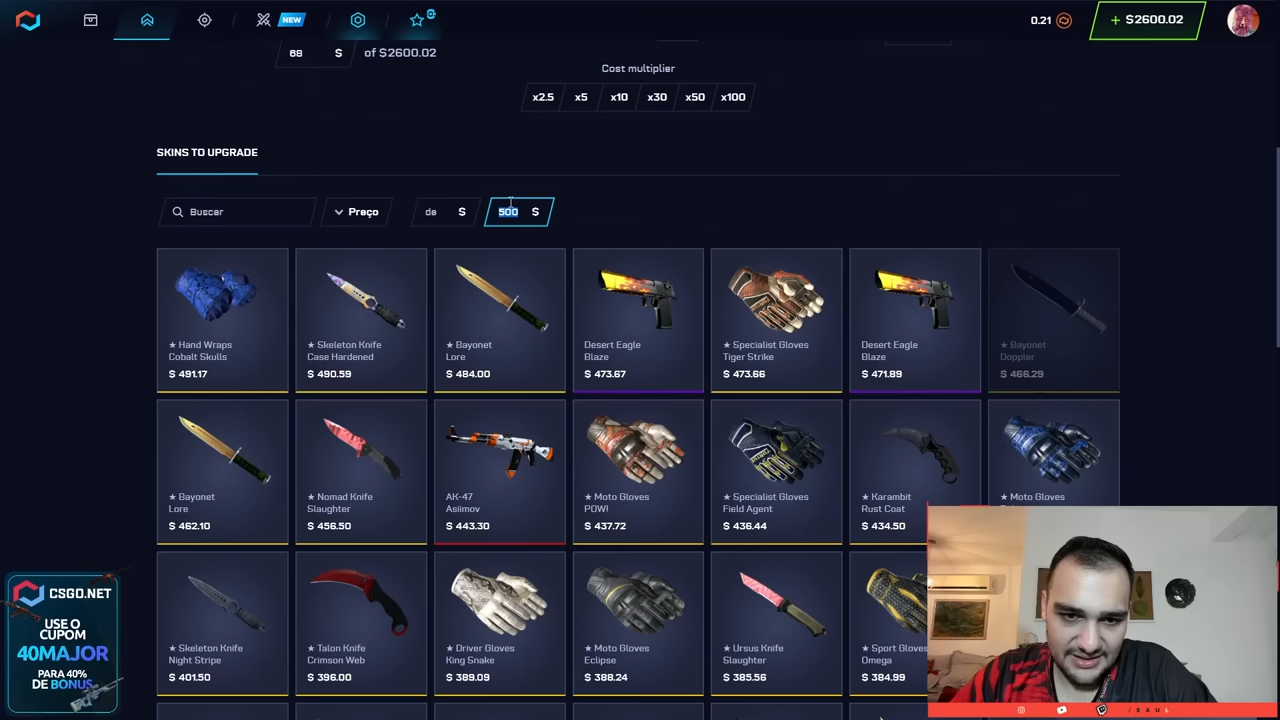 NEW
0.21
+ $2600.02
68 $ of $2600.02
Cost multiplier
x2.5 x5 x10 x30 x50 x100
SKINS TO UPGRADE
Buscar
Preço
de $
500 $
★ Hand Wraps
Cobalt Skulls
$ 491.17
★ Skeleton Knife
Case Hardened
$ 490.59
★ Bayonet
Lore
$ 484.00
Desert Eagle
Blaze
$ 473.67
★ Specialist Gloves
Tiger Strike
$ 473.66
Desert Eagle
Blaze
$ 471.89
★ Bayonet
Doppler
$ 466.29
★ Bayonet
Lore
$ 462.10
★ Nomad Knife
Slaughter
$ 456.50
AK-47
Asiimov
$ 443.30
★ Moto Gloves
POW!
$ 437.72
★ Specialist Gloves
Field Agent
$ 436.44
★ Karambit
Rust Coat
$ 434.50
★ Moto Gloves
★ Skeleton Knife
Night Stripe
$ 401.50
★ Talon Knife
Crimson Web
$ 396.00
★ Driver Gloves
King Snake
$ 389.09
★ Moto Gloves
Eclipse
$ 388.24
★ Ursus Knife
Slaughter
$ 385.56
★ Sport Gloves
Omega
$ 384.99
CSGO.NET
USE O
CUPOM
40MAJOR
PARA 40%
DE BONUS
/ S A U L